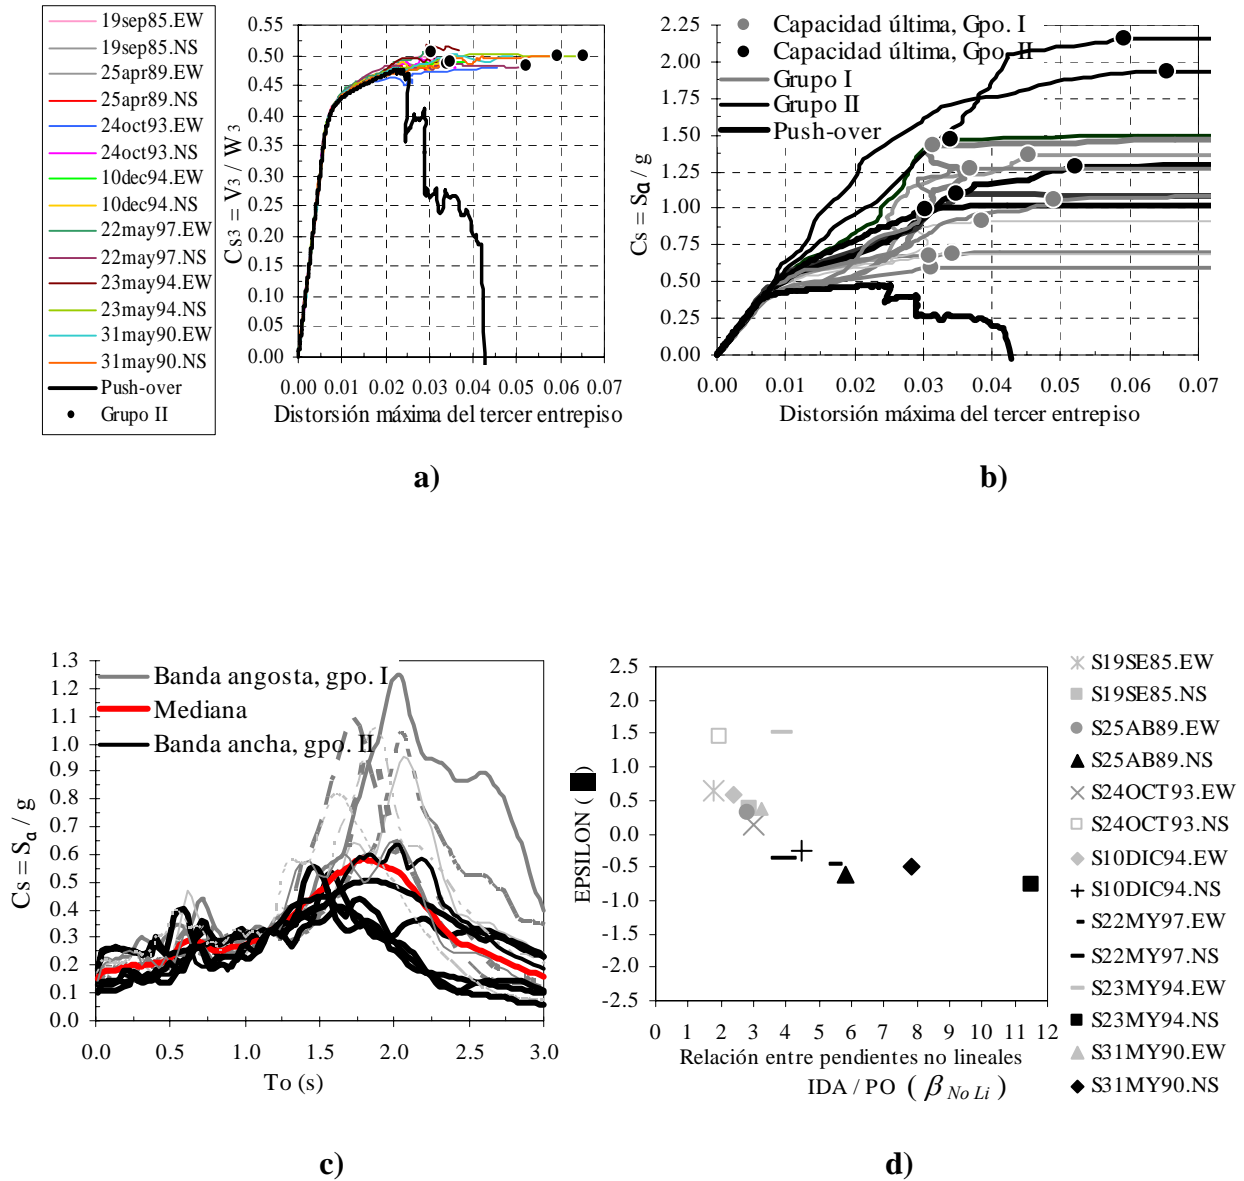 19sep85.EW
19sep85.NS
25apr89.EW
25apr89.NS
24oct93.EW
24oct93.NS
10dec94.EW
10dec94.NS
22may97.EW
22may97.NS
23may94.EW
23may94.NS
31may90.EW
31may90.NS
Push-over
Grupo II
Cs3 = V3 / W3
0.55
0.50
0.45
0.40
0.35
0.30
0.25
0.20
0.15
0.10
0.05
0.00
0.00 0.01 0.02 0.03 0.04 0.05 0.06 0.07
Distorsión máxima del tercer entrepiso
a)
Cs = Sa / g
2.25
2.00
1.75
1.50
1.25
1.00
0.75
0.50
0.25
0.00
Capacidad última, Gpo. I
Capacidad última, Gpo. II
Grupo I
Grupo II
Push-over
0.00 0.01 0.02 0.03 0.04 0.05 0.06 0.07
Distorsión máxima del tercer entrepiso
b)
Cs = Sa / g
1.3
1.2
1.1
1.0
0.9
0.8
0.6
0.5
0.4
0.3
0.2
0.1
0.0
Banda angosta, gpo. I
Mediana
Banda ancha, gpo. II
0.0 0.5 1.0 1.5 2.0 2.5 3.0
To (s)
c)
EPSILON ( )
2.5
2.0
1.5
1.0
0.5
0.0
-0.5
-1.0
-1.5
-2.0
-2.5
0 1 2 3 4 5 6 7 8 9 10 11 12
Relación entre pendientes no lineales
IDA / PO ( β No Li )
S19SE85.EW
S19SE85.NS
S25AB89.EW
S25AB89.NS
S24OCT93.EW
S24OCT93.NS
S10DIC94.EW
S10DIC94.NS
S22MY97.EW
S22MY97.NS
S23MY94.EW
S23MY94.NS
S31MY90.EW
S31MY90.NS
d)